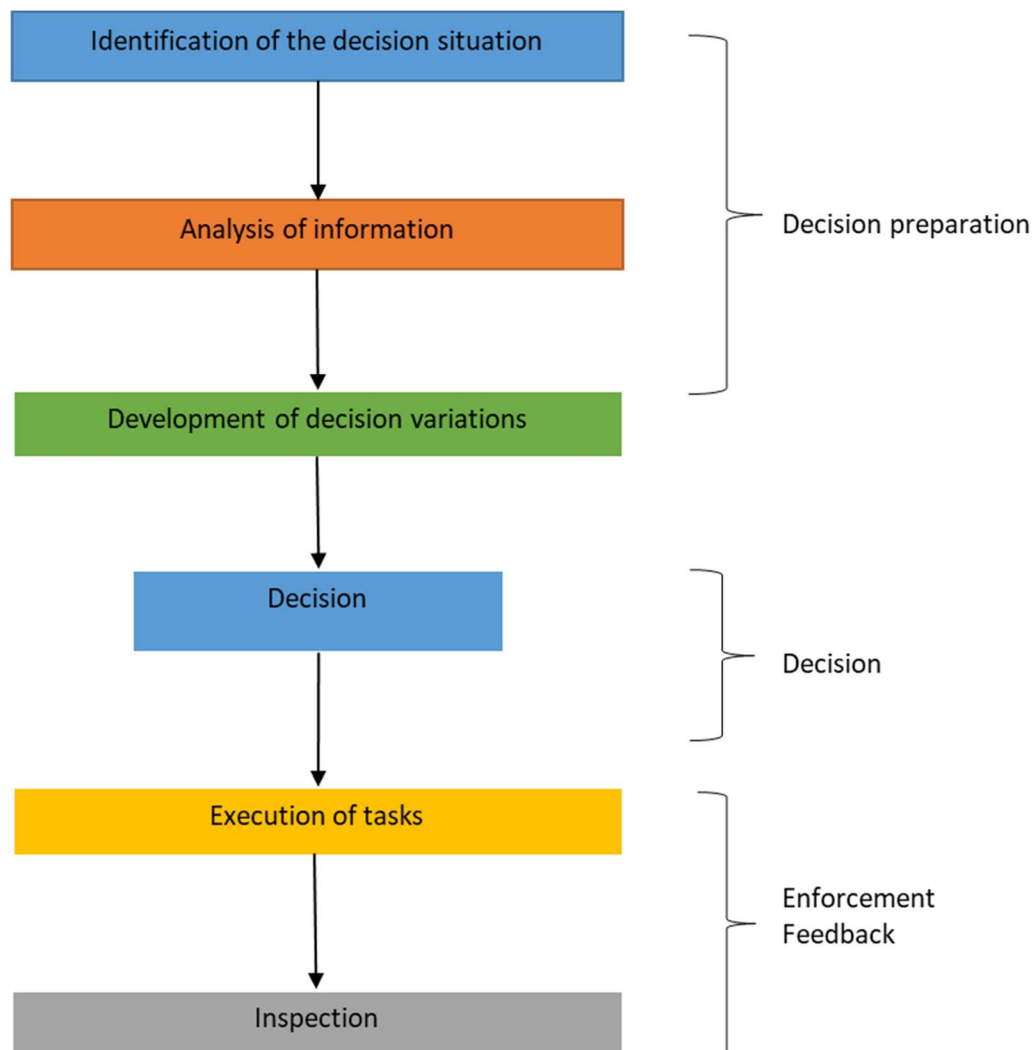 Identification of the decision situation
Analysis of information
Decision preparation
Development of decision variations
Decision
Decision
Execution of tasks
Enforcement
Feedback
Inspection